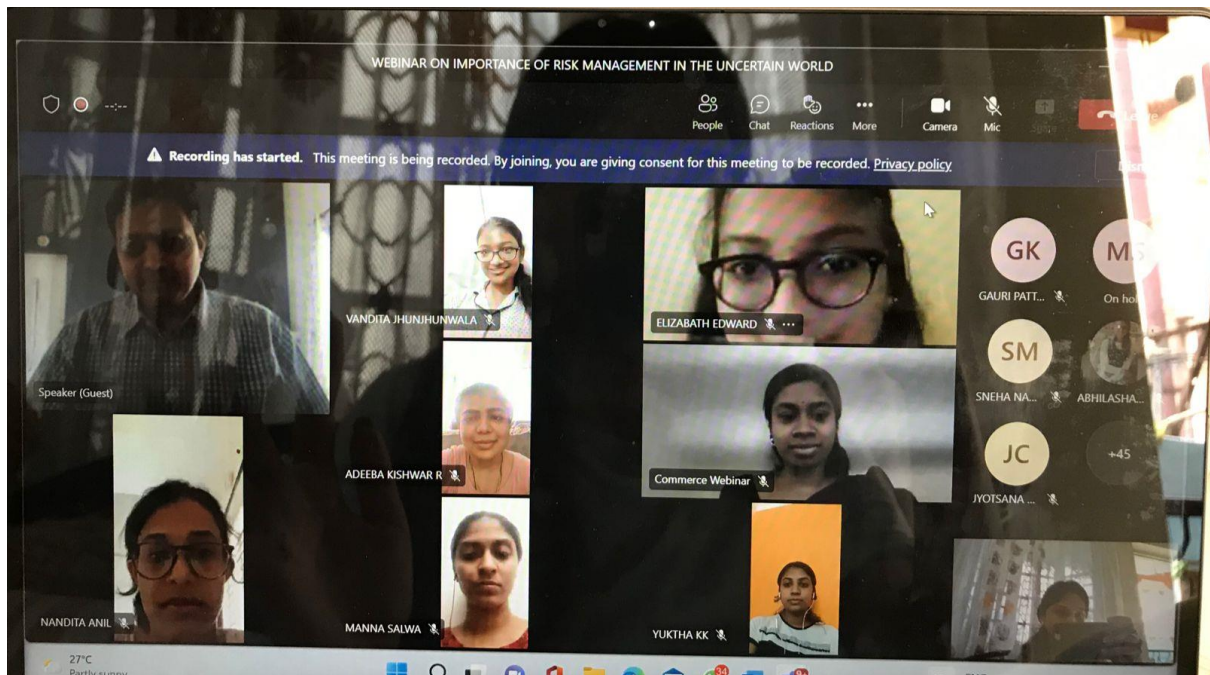 WEBINAR ON IMPORTANCE OF RISK MANAGEMENT IN THE UNCERTAIN WORLD
--:--
People Chat Reactions More Camera Mic
Recording has started. This meeting is being recorded. By joining, you are giving consent for this meeting to be recorded. Privacy policy
GK
MS
GAURI PATT...
On hol
VANDITA JHUNJHUNWALA
ELIZABATH EDWARD
SM
Speaker (Guest)
SNEHA NA...
ABHILASHA...
ADEEBA KISHWAR R
Commerce Webinar
JC
+45
JYOTSANA ...
NANDITA ANIL
MANNA SALWA
YUKTHA KK
27°C
Partly sunny
34